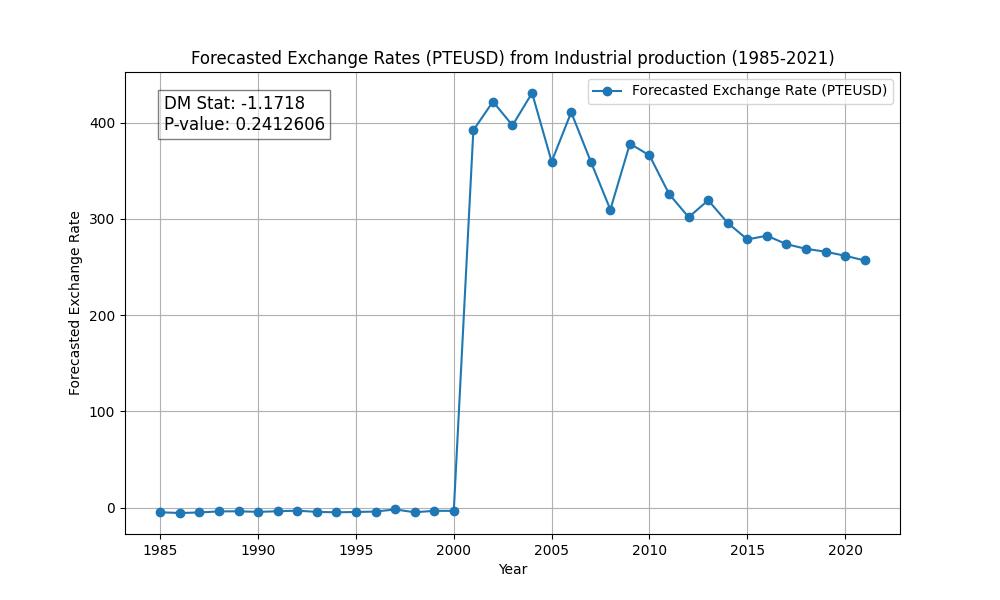 Forecasted Exchange Rates (PTEUSD) from Industrial production (1985-2021)
DM Stat: -1.1718
P-value: 0.2412606
Forecasted Exchange Rate (PTEUSD)
Forecasted Exchange Rate
400
300
200
100
0
1985 1990 1995 2000 2005 2010 2015 2020
Year